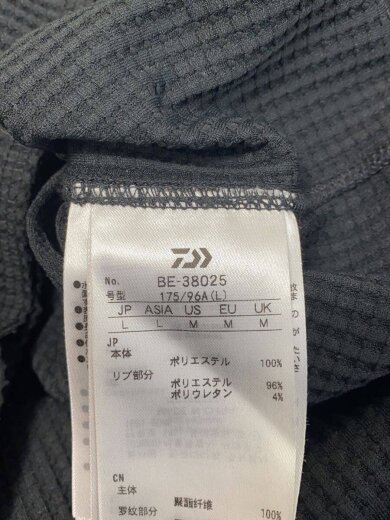 No. BE-38025
号型 175/96A(L)
JP ASIA US EU UK
L L M M M
JP
本体
ポリエステル 100%
リブ部分
ポリエステル 96%
ポリウレタン 4%
CN
主体
聚酯纤维 100%
罗纹部分